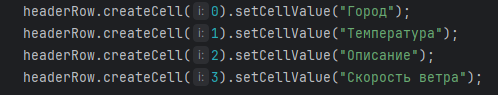 headerRow.createCell( i: 0).setCellValue("Город");
headerRow.createCell( i: 1).setCellValue("Температура");
headerRow.createCell( i: 2).setCellValue("Описание");
headerRow.createCell( i: 3).setCellValue("Скорость ветра");